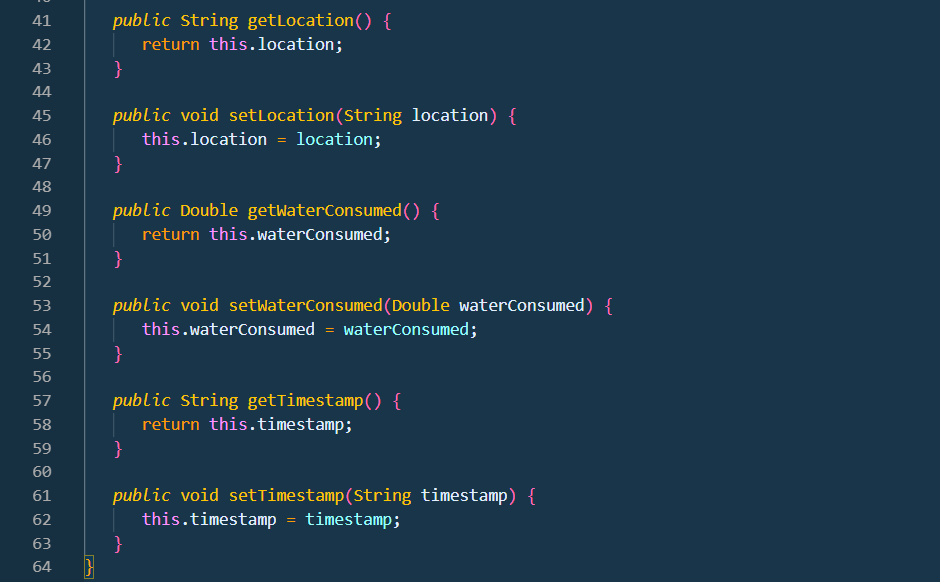 41 public String getLocation() {
42 return this.location;
43 }
44
45 public void setLocation(String location) {
46 this.location = location;
47 }
48
49 public Double getWaterConsumed() {
50 return this.waterConsumed;
51 }
52
53 public void setWaterConsumed(Double waterConsumed) {
54 this.waterConsumed = waterConsumed;
55 }
56
57 public String getTimestamp() {
58 return this.timestamp;
59 }
60
61 public void setTimestamp(String timestamp) {
62 this.timestamp = timestamp;
63 }
64 }